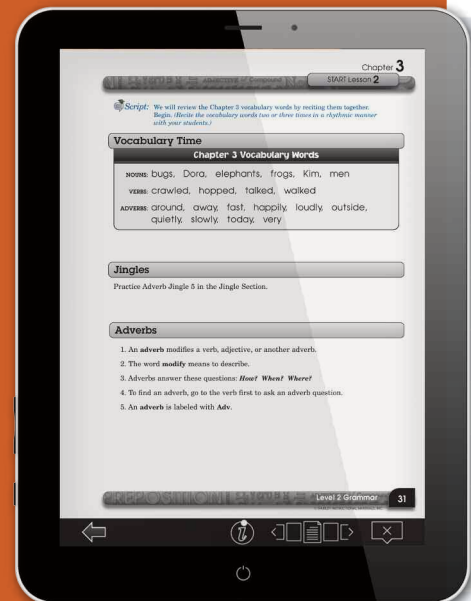 Chapter 3
START Lesson 2
Script: We will review the Chapter 3 vocabulary words by reciting them together.
Begin. (Recite the vocabulary words two or three times in a rhythmic manner
with your students.)
Vocabulary Time
Chapter 3 Vocabulary Words
NOUNS: bugs, Dora, elephants, frogs, Kim, men
VERBS: crawled, hopped, talked, walked
ADVERBS: around, away, fast, happily, loudly, outside,
quietly, slowly, today, very
Jingles
Practice Adverb Jingle 5 in the Jingle Section.
Adverbs
1. An adverb modifies a verb, adjective, or another adverb.
2. The word modify means to describe.
3. Adverbs answer these questions: How? When? Where?
4. To find an adverb, go to the verb first to ask an adverb question.
5. An adverb is labeled with Adv.
Level 2 Grammar 31